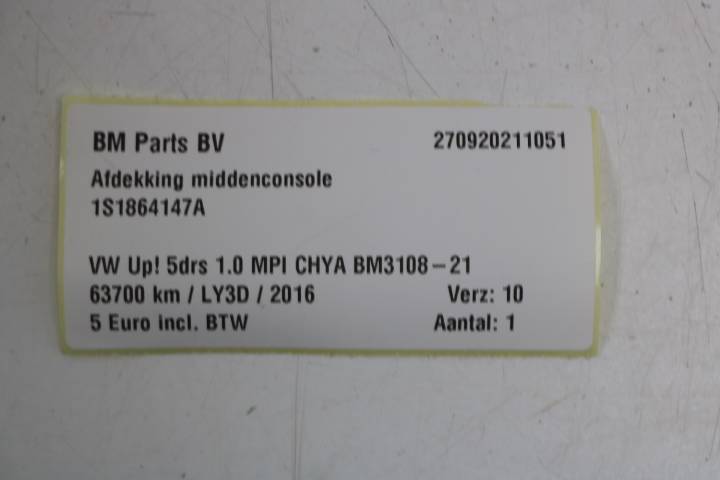 BM Parts BV 270920211051
Afdekking middenconsole
1S1864147A
VW Up! 5drs 1.0 MPI CHYA BM3108-21
63700 km / LY3D / 2016 Verz: 10
5 Euro incl. BTW Aantal: 1